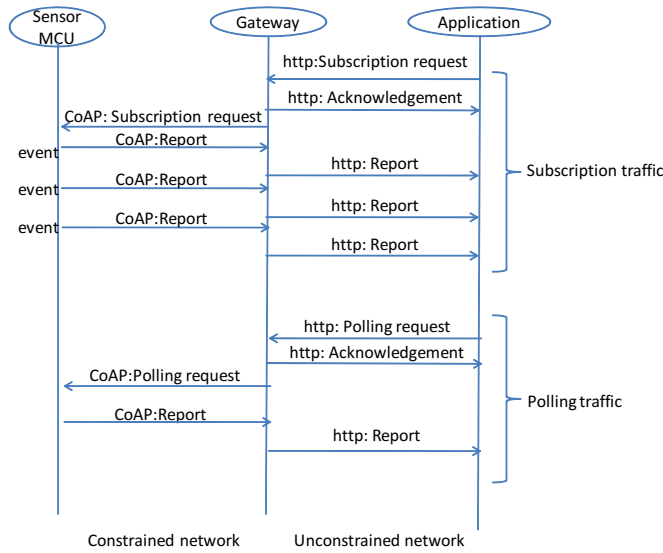 Sensor
MCU
Gateway
Application
http:Subscription request
http: Acknowledgement
CoAP: Subscription request
CoAP:Report
event
http: Report
CoAP:Report
event
http: Report
CoAP:Report
event
http: Report
Subscription traffic
http: Polling request
http: Acknowledgement
CoAP:Polling request
CoAP:Report
http: Report
Polling traffic
Constrained network
Unconstrained network